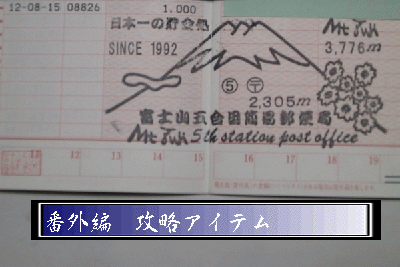 12-08-15 08826
1.000
日本一の貯金処
Mt Fuji
SINCE 1992
3,776m
⑤ 〒
2,305m
富士山五合目簡易郵便局
Mt Fuji 5th station post office
12 13 14 15 16 17 18 19
番外編 攻略アイテム